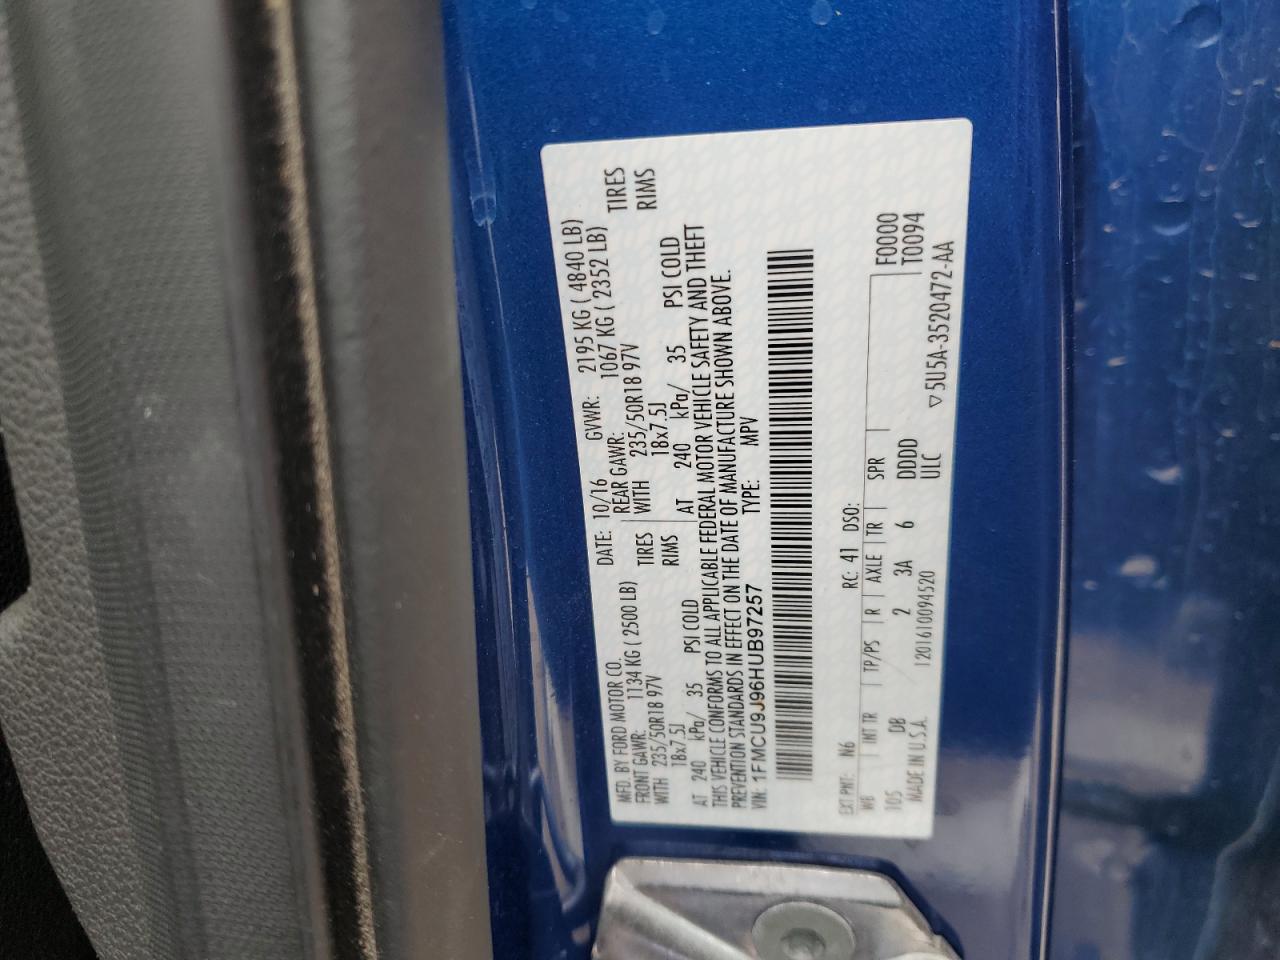 MFD. BY FORD MOTOR CO.
DATE: 10/16 GVWR: 2195 KG ( 4840 LB)
FRONT GAWR: 1134 KG ( 2500 LB) REAR GAWR: 1067 KG ( 2352 LB)
WITH 235/50R18 97V TIRES WITH 235/50R18 97V TIRES
18x7.5J RIMS 18x7.5J RIMS
AT 240 kPa/ 35 PSI COLD AT 240 kPa/ 35 PSI COLD
THIS VEHICLE CONFORMS TO ALL APPLICABLE FEDERAL MOTOR VEHICLE SAFETY AND THEFT
PREVENTION STANDARDS IN EFFECT ON THE DATE OF MANUFACTURE SHOWN ABOVE.
VIN: 1FMCU9J96HUB97257 TYPE: MPV
EXT PNT: N6 RC: 41 DSO:
WB INT TR TP/PS R AXLE TR SPR F0000
105 DB 2 3A 6 DDDD T0094
MADE IN U.S.A. 1201610094520 ULC
▽5U5A-3520472-AA